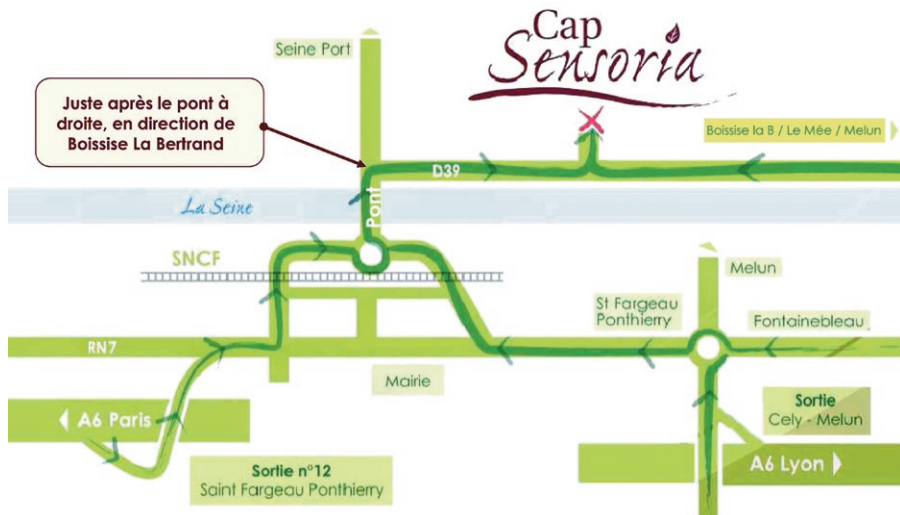 Cap
Sensoria
Seine Port
Juste après le pont à
droite, en direction de
Boissise La Bertrand
Boissise la B / Le Mée / Melun
D39
Pont
La Seine
SNCF
Melun
St Fargeau
Ponthierry
Fontainebleau
RN7
Mairie
A6 Paris
Sortie
Cely - Melun
Sortie n°12
Saint Fargeau Ponthierry
A6 Lyon